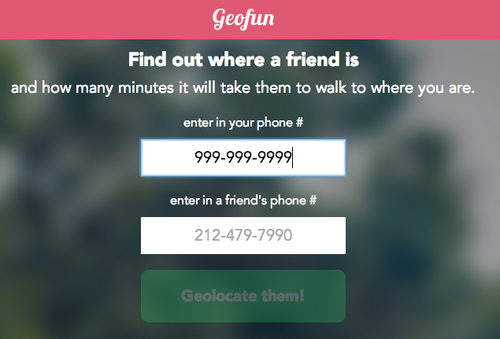 Geofun
Find out where a friend is
and how many minutes it will take them to walk to where you are.
enter in your phone #
999-999-9999
enter in a friend's phone #
212-479-7990
Geolocate them!